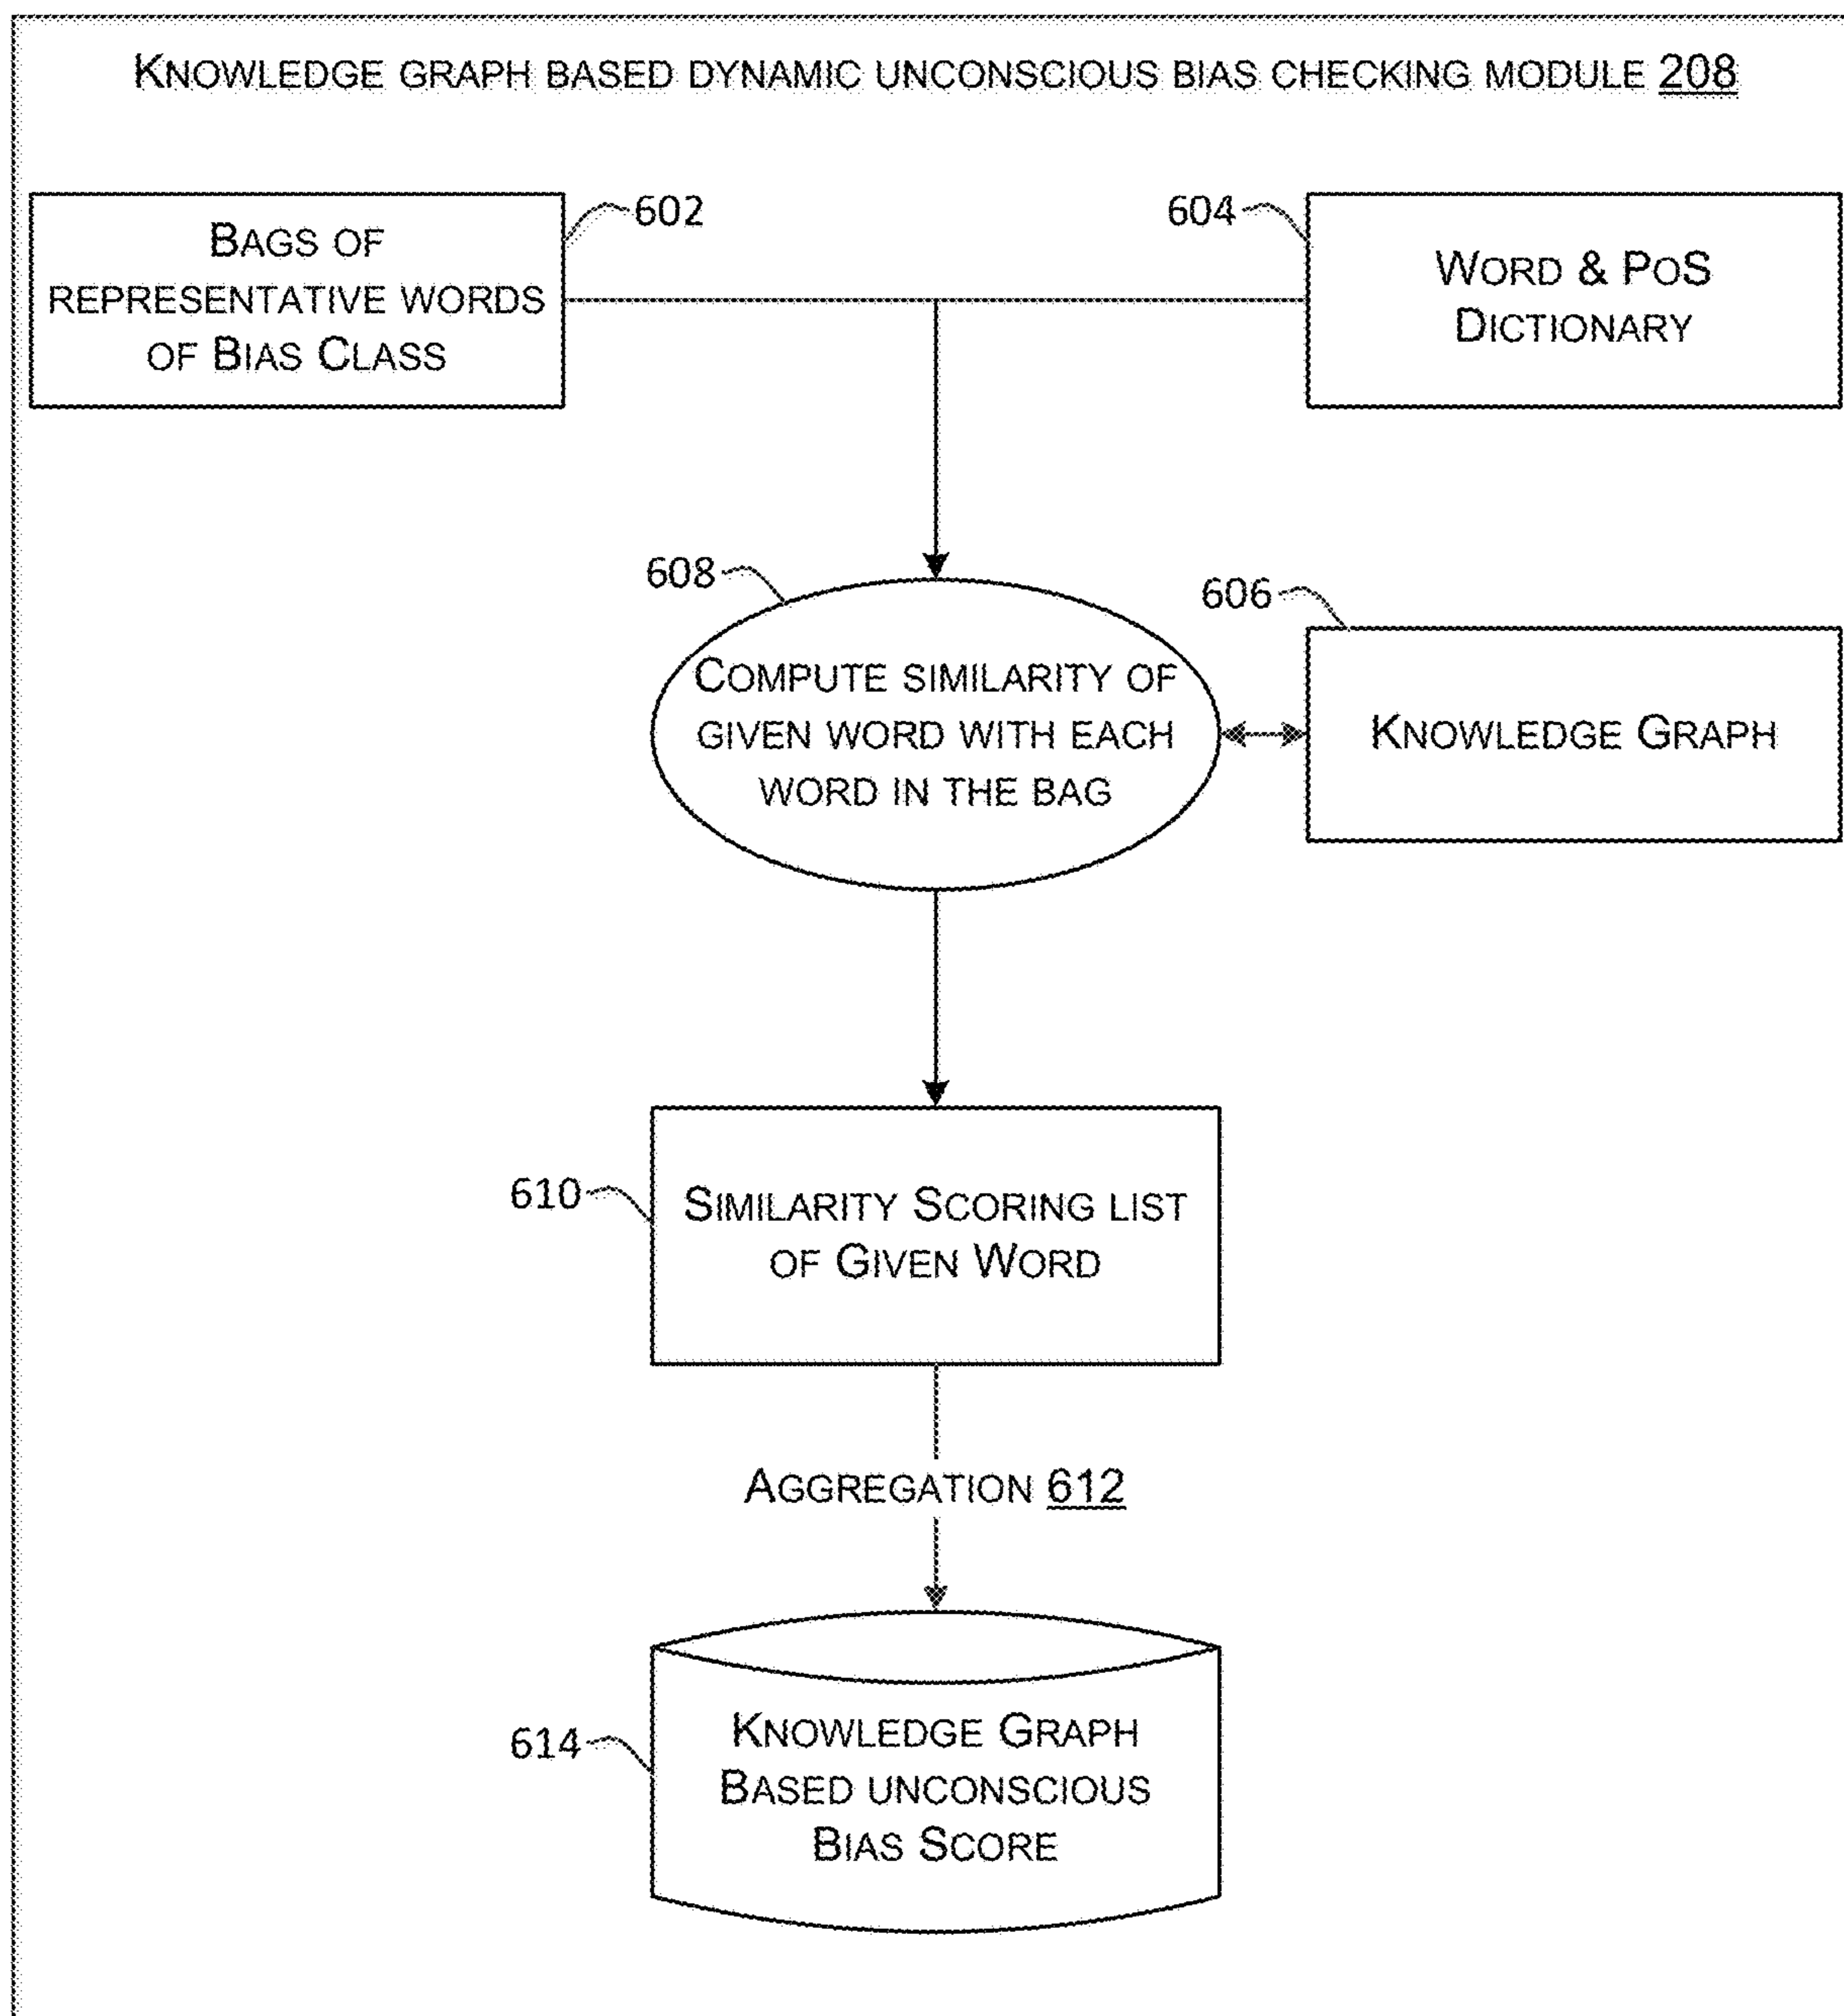 KNOWLEDGE GRAPH BASED DYNAMIC UNCONSCIOUS BIAS CHECKING MODULE 208
602
BAGS OF
REPRESENTATIVE WORDS
OF BIAS CLASS
604
WORD & POS
DICTIONARY
608
COMPUTE SIMILARITY OF
GIVEN WORD WITH EACH
WORD IN THE BAG
606
KNOWLEDGE GRAPH
610
SIMILARITY SCORING LIST
OF GIVEN WORD
AGGREGATION 612
614
KNOWLEDGE GRAPH
BASED UNCONSCIOUS
BIAS SCORE